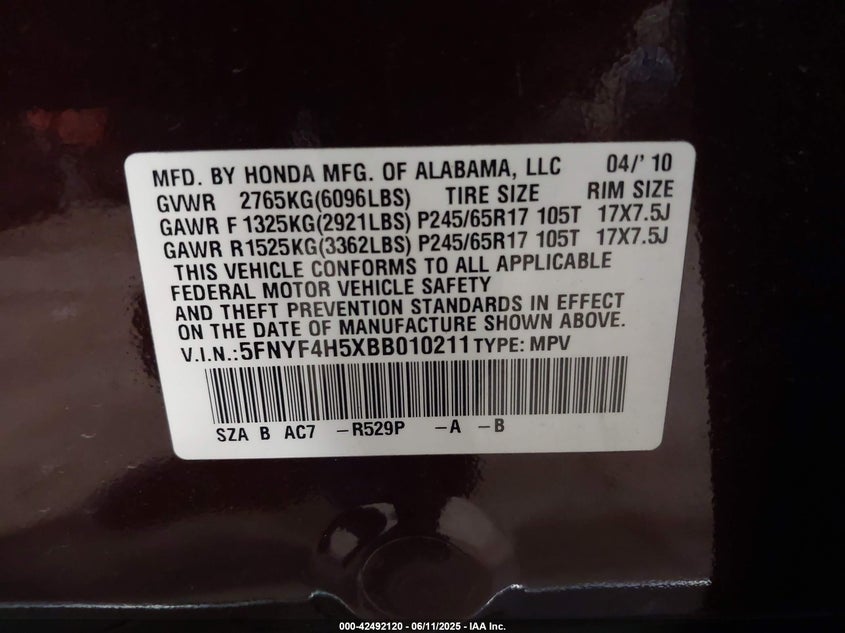 MFD. BY HONDA MFG. OF ALABAMA, LLC 04/' 10
GVWR 2765KG(6096LBS) TIRE SIZE RIM SIZE
GAWR F 1325KG(2921LBS) P245/65R17 105T 17X7.5J
GAWR R1525KG(3362LBS) P245/65R17 105T 17X7.5J
THIS VEHICLE CONFORMS TO ALL APPLICABLE
FEDERAL MOTOR VEHICLE SAFETY
AND THEFT PREVENTION STANDARDS IN EFFECT
ON THE DATE OF MANUFACTURE SHOWN ABOVE.
V.I.N.:5FNYF4H5XBB010211 TYPE: MPV
SZA B AC7 -R529P -A -B
000-42492120 - 06/11/2025 - IAA Inc.